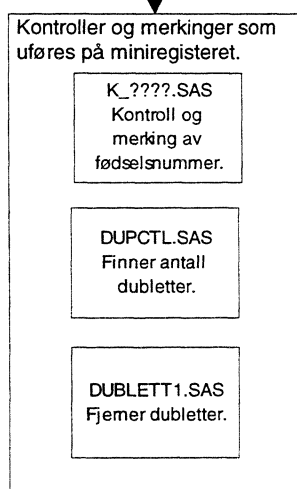 Kontroller og merkinger som
uføres på miniregisteret.
K_????.SAS
Kontroll og
merking av
fødselsnummer.
DUPCTL.SAS
Finner antall
dubletter.
DUBLETT1.SAS
Fjerner dubletter.